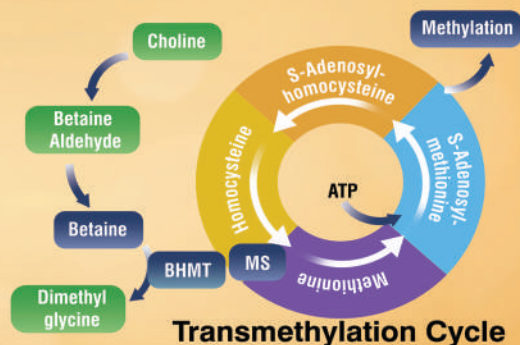 Choline
Betaine
Aldehyde
Betaine
BHMT
MS
Dimethyl
glycine
Methylation
S-Adenosyl-
homocysteine
Homocysteine
S-Adenosyl-
methionine
ATP
Methionine
Transmethylation Cycle